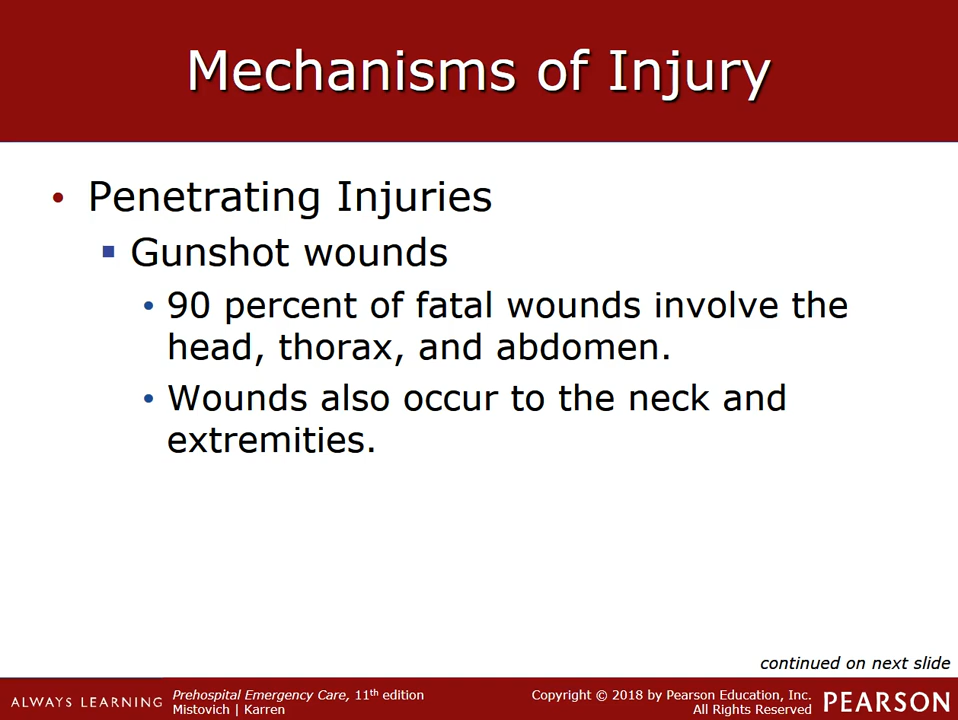 Mechanisms of Injury
• Penetrating Injuries
▪ Gunshot wounds
• 90 percent of fatal wounds involve the
head, thorax, and abdomen.
• Wounds also occur to the neck and
extremities.
continued on next slide
ALWAYS LEARNING
Prehospital Emergency Care, 11th edition
Mistovich | Karren
Copyright © 2018 by Pearson Education, Inc.
All Rights Reserved
PEARSON